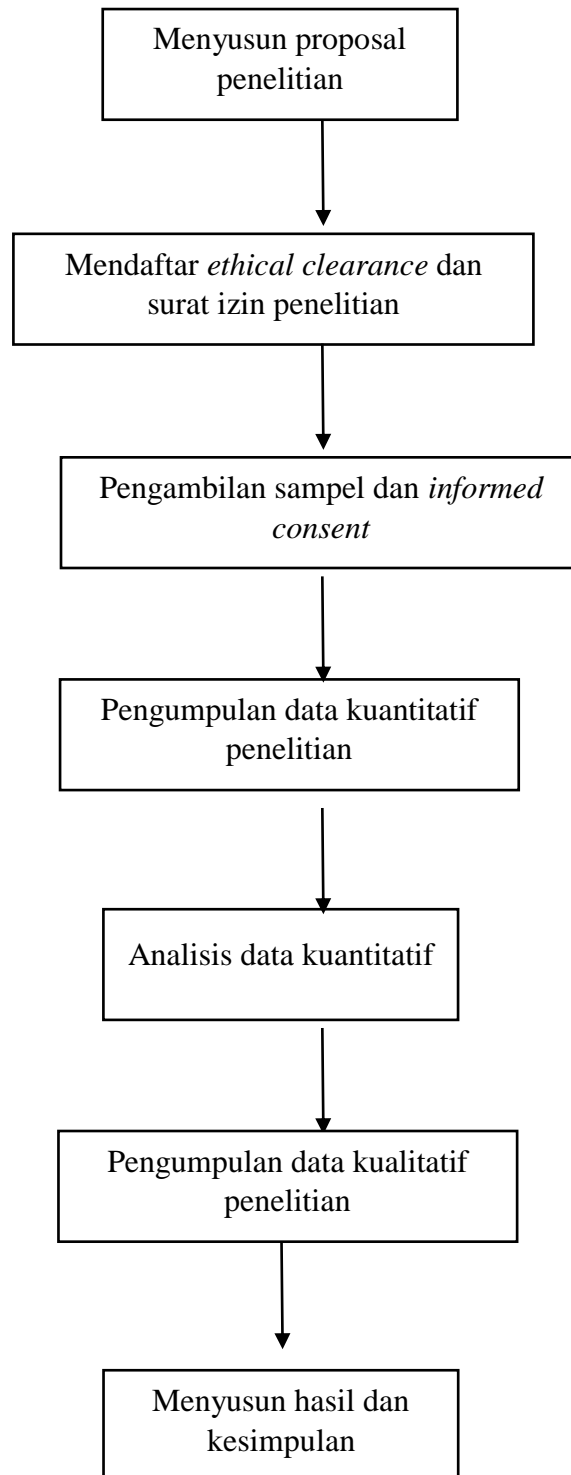 Menyusun proposal
penelitian
Mendaftar ethical clearance dan
surat izin penelitian
Pengambilan sampel dan informed
consent
Pengumpulan data kuantitatif
penelitian
Analisis data kuantitatif
Pengumpulan data kualitatif
penelitian
Menyusun hasil dan
kesimpulan